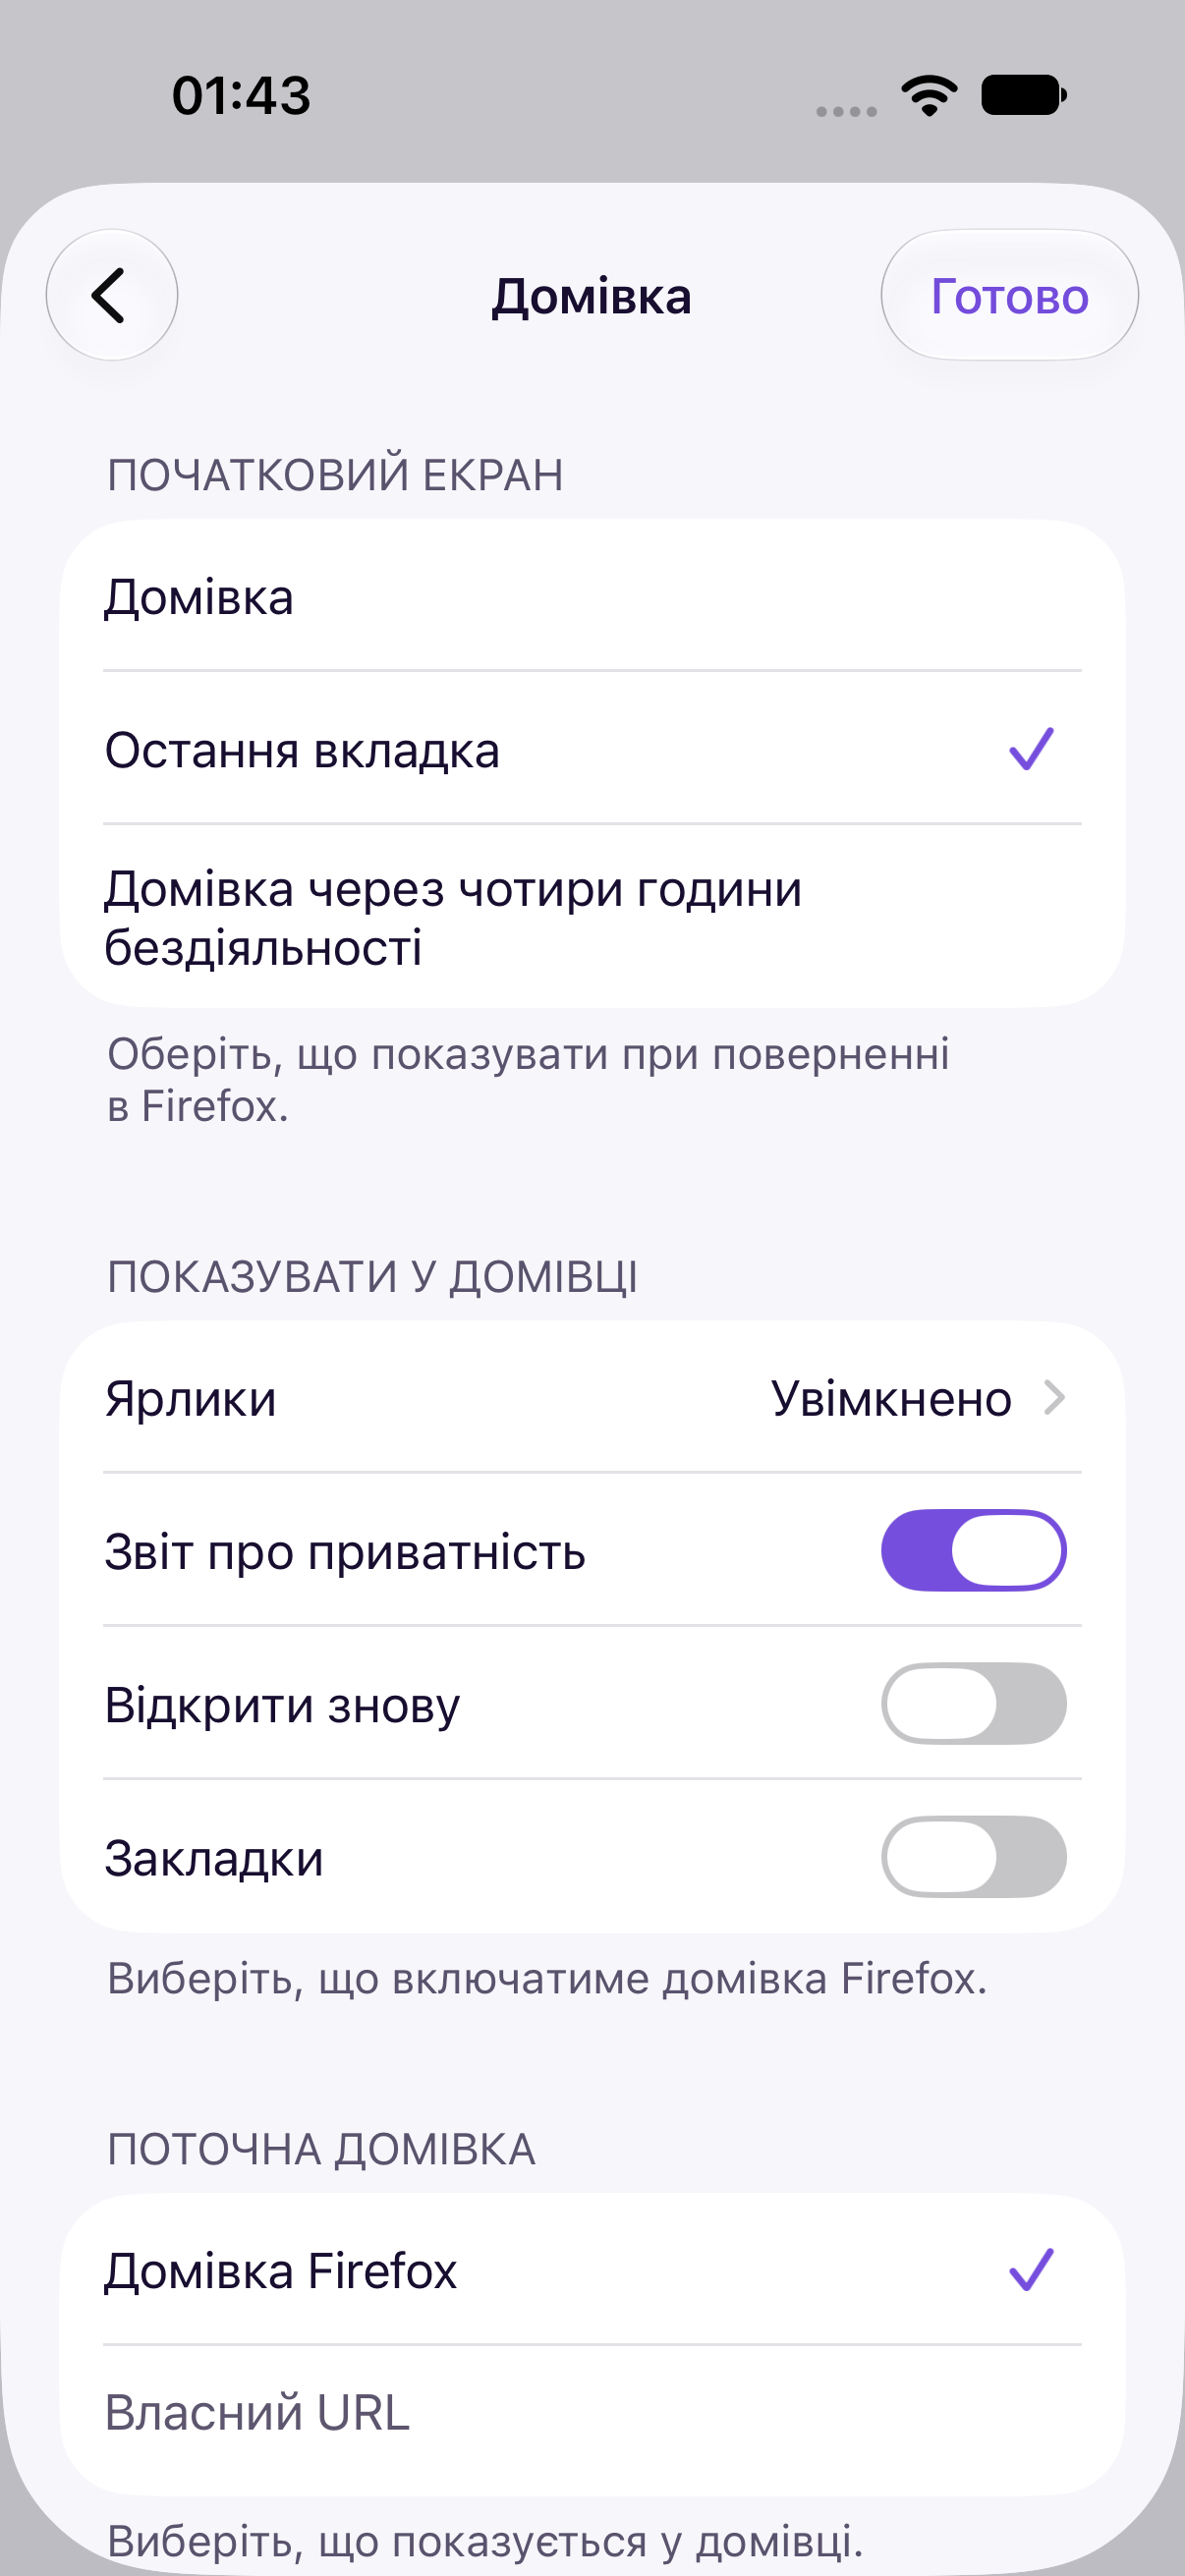 01:43
Домівка
Готово
ПОЧАТКОВИЙ ЕКРАН
Домівка
Остання вкладка
Домівка через чотири години
бездіяльності
Оберіть, що показувати при поверненні
в Firefox.
ПОКАЗУВАТИ У ДОМІВЦІ
Ярлики Увімкнено
Звіт про приватність
Відкрити знову
Закладки
Виберіть, що включатиме домівка Firefox.
ПОТОЧНА ДОМІВКА
Домівка Firefox
Власний URL
Виберіть, що показується у домівці.